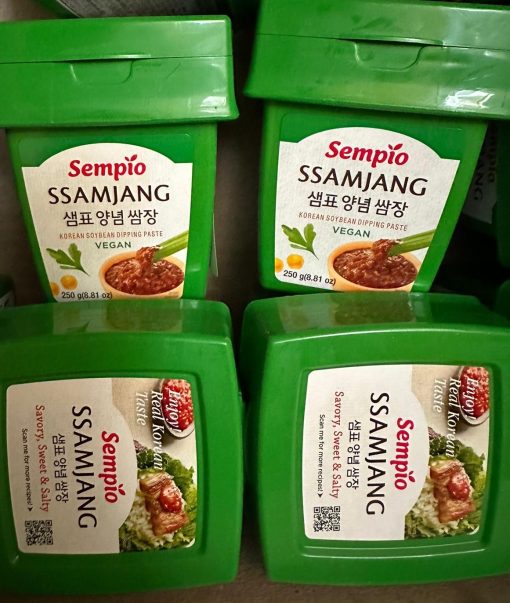 Sempio
SSAMJANG
샘표 양념 쌈장
KOREAN SOYBEAN DIPPING PASTE
VEGAN
250 g(8.81 oz)
Sempio
SSAMJANG
샘표 양념 쌈장
KOREAN SOYBEAN DIPPING PASTE
VEGAN
250 g(8.81 oz)
Enjoy!
Real Korean
Taste
Sempio
SSAMJANG
샘표 양념 쌈장
Savory, Sweet & Salty
Scan me for more recipes!
Enjoy!
Real Korean
Taste
Sempio
SSAMJANG
샘표 양념 쌈장
Savory, Sweet & Salty
Scan me for more recipes!